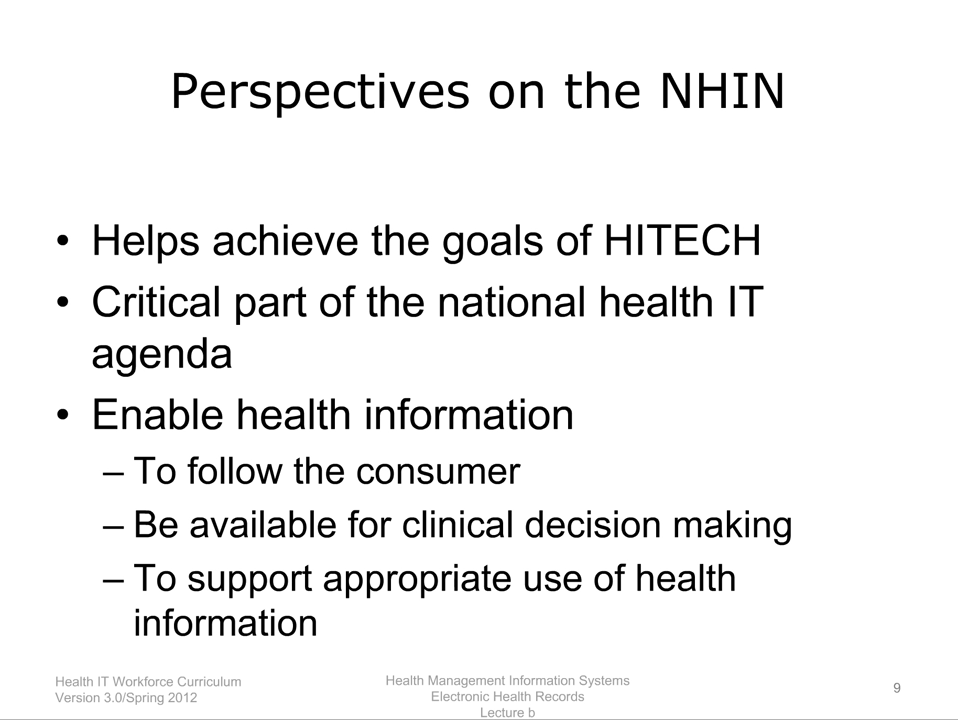 Perspectives on the NHIN
• Helps achieve the goals of HITECH
• Critical part of the national health IT
agenda
• Enable health information
– To follow the consumer
– Be available for clinical decision making
– To support appropriate use of health
information
Health IT Workforce Curriculum
Version 3.0/Spring 2012
Health Management Information Systems
Electronic Health Records
Lecture b
9